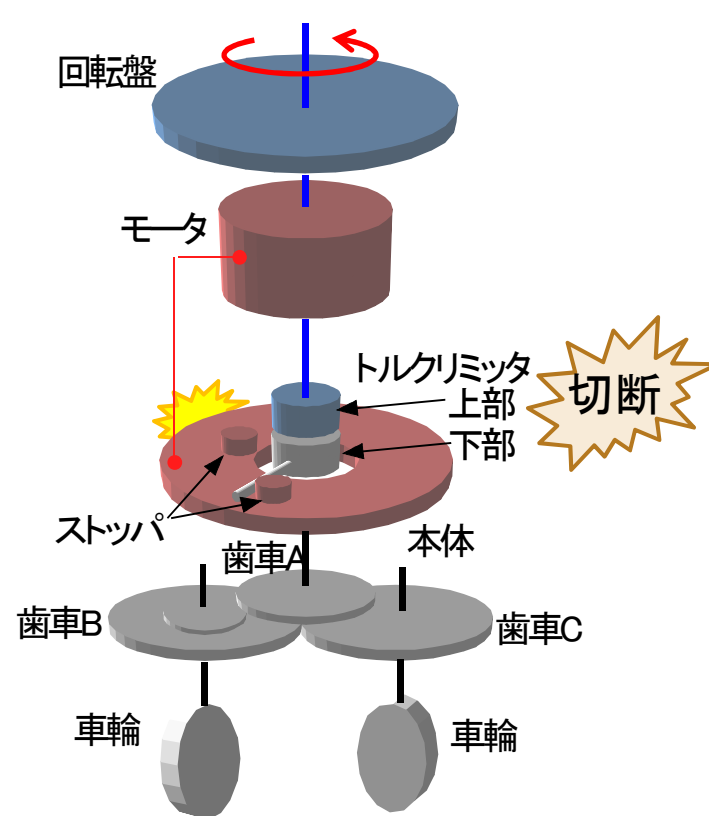 回転盤
モータ
トルクリミッタ
上部
切断
下部
ストッパ
歯車A
本体
歯車B
歯車C
車輪
車輪